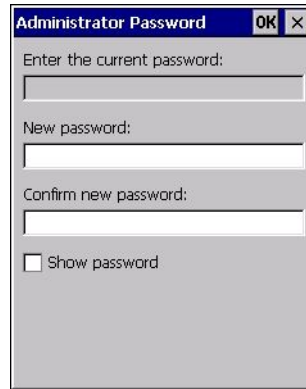 Administrator Password OK ×
Enter the current password:
New password:
Confirm new password:
Show password